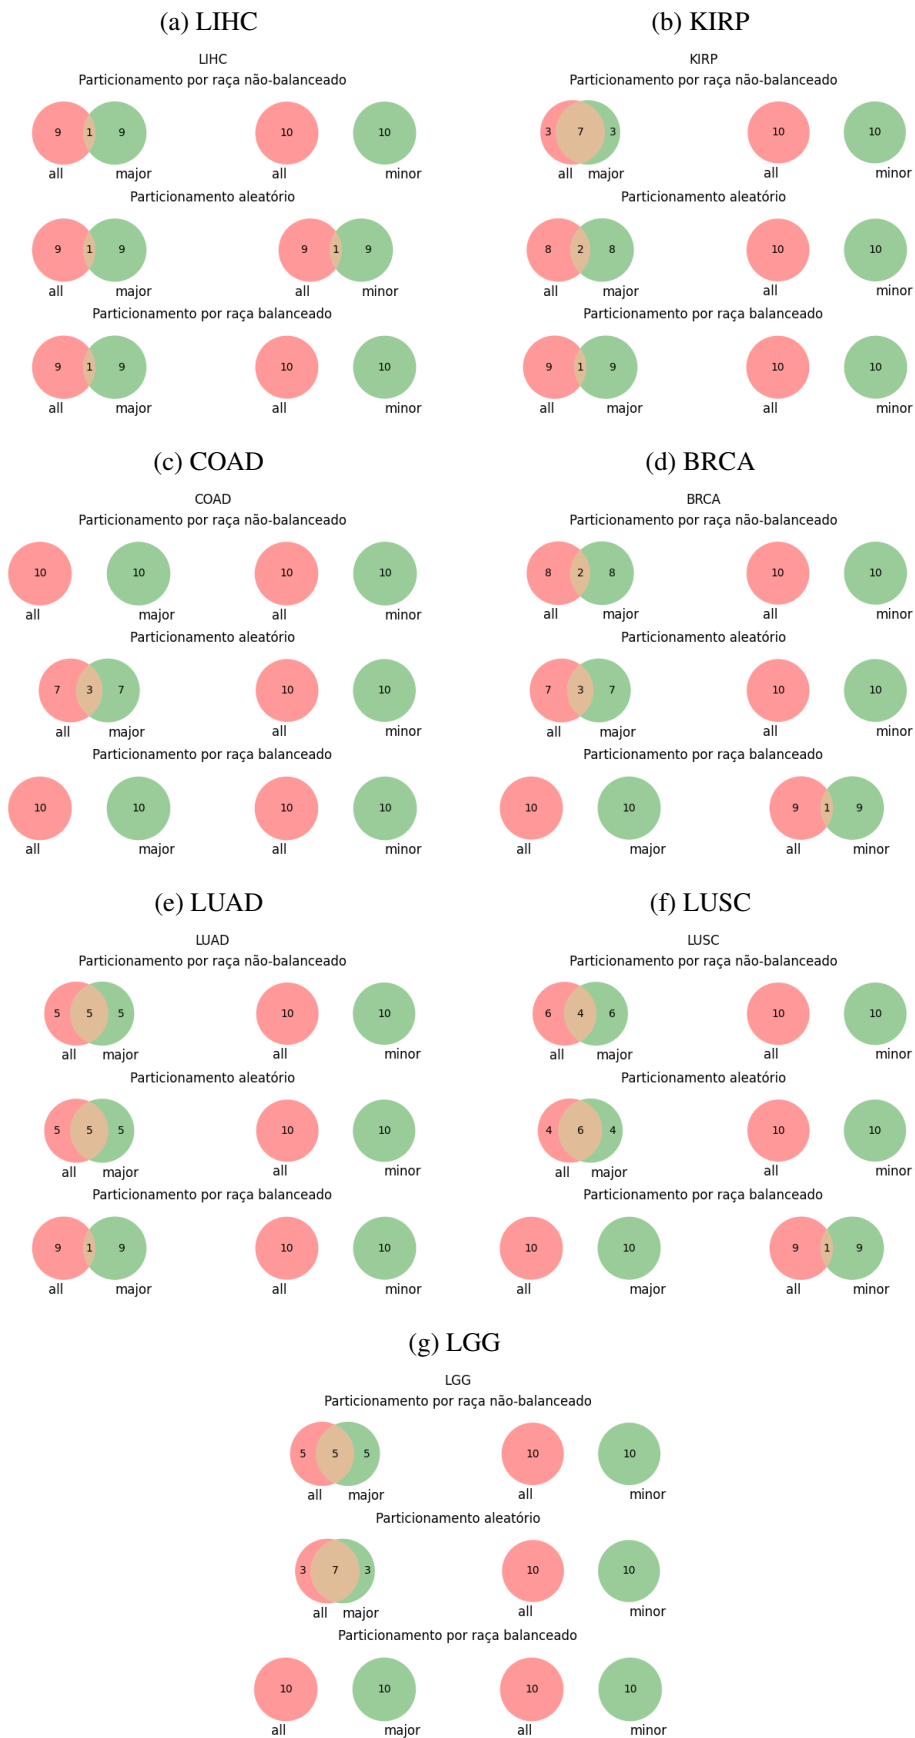 (a) LIHC
LIHC
Particionamento por raça não-balanceado
9 1 9 10 10
all major all minor
Particionamento aleatório
9 1 9 9 1 9
all major all minor
Particionamento por raça balanceado
9 1 9 10 10
all major all minor
(b) KIRP
KIRP
Particionamento por raça não-balanceado
3 7 3 10 10
all major all minor
Particionamento aleatório
8 2 8 10 10
all major all minor
Particionamento por raça balanceado
9 1 9 10 10
all major all minor
(c) COAD
COAD
Particionamento por raça não-balanceado
10 10 10 10
all major all minor
Particionamento aleatório
7 3 7 10 10
all major all minor
Particionamento por raça balanceado
10 10 10 10
all major all minor
(d) BRCA
BRCA
Particionamento por raça não-balanceado
8 2 8 10 10
all major all minor
Particionamento aleatório
7 3 7 10 10
all major all minor
Particionamento por raça balanceado
10 10 9 1 9
all major all minor
(e) LUAD
LUAD
Particionamento por raça não-balanceado
5 5 5 10 10
all major all minor
Particionamento aleatório
5 5 5 10 10
all major all minor
Particionamento por raça balanceado
9 1 9 10 10
all major all minor
(f) LUSC
LUSC
Particionamento por raça não-balanceado
6 4 6 10 10
all major all minor
Particionamento aleatório
4 6 4 10 10
all major all minor
Particionamento por raça balanceado
10 10 9 1 9
all major all minor
(g) LGG
LGG
Particionamento por raça não-balanceado
5 5 5 10 10
all major all minor
Particionamento aleatório
3 7 3 10 10
all major all minor
Particionamento por raça balanceado
10 10 10 10
all major all minor